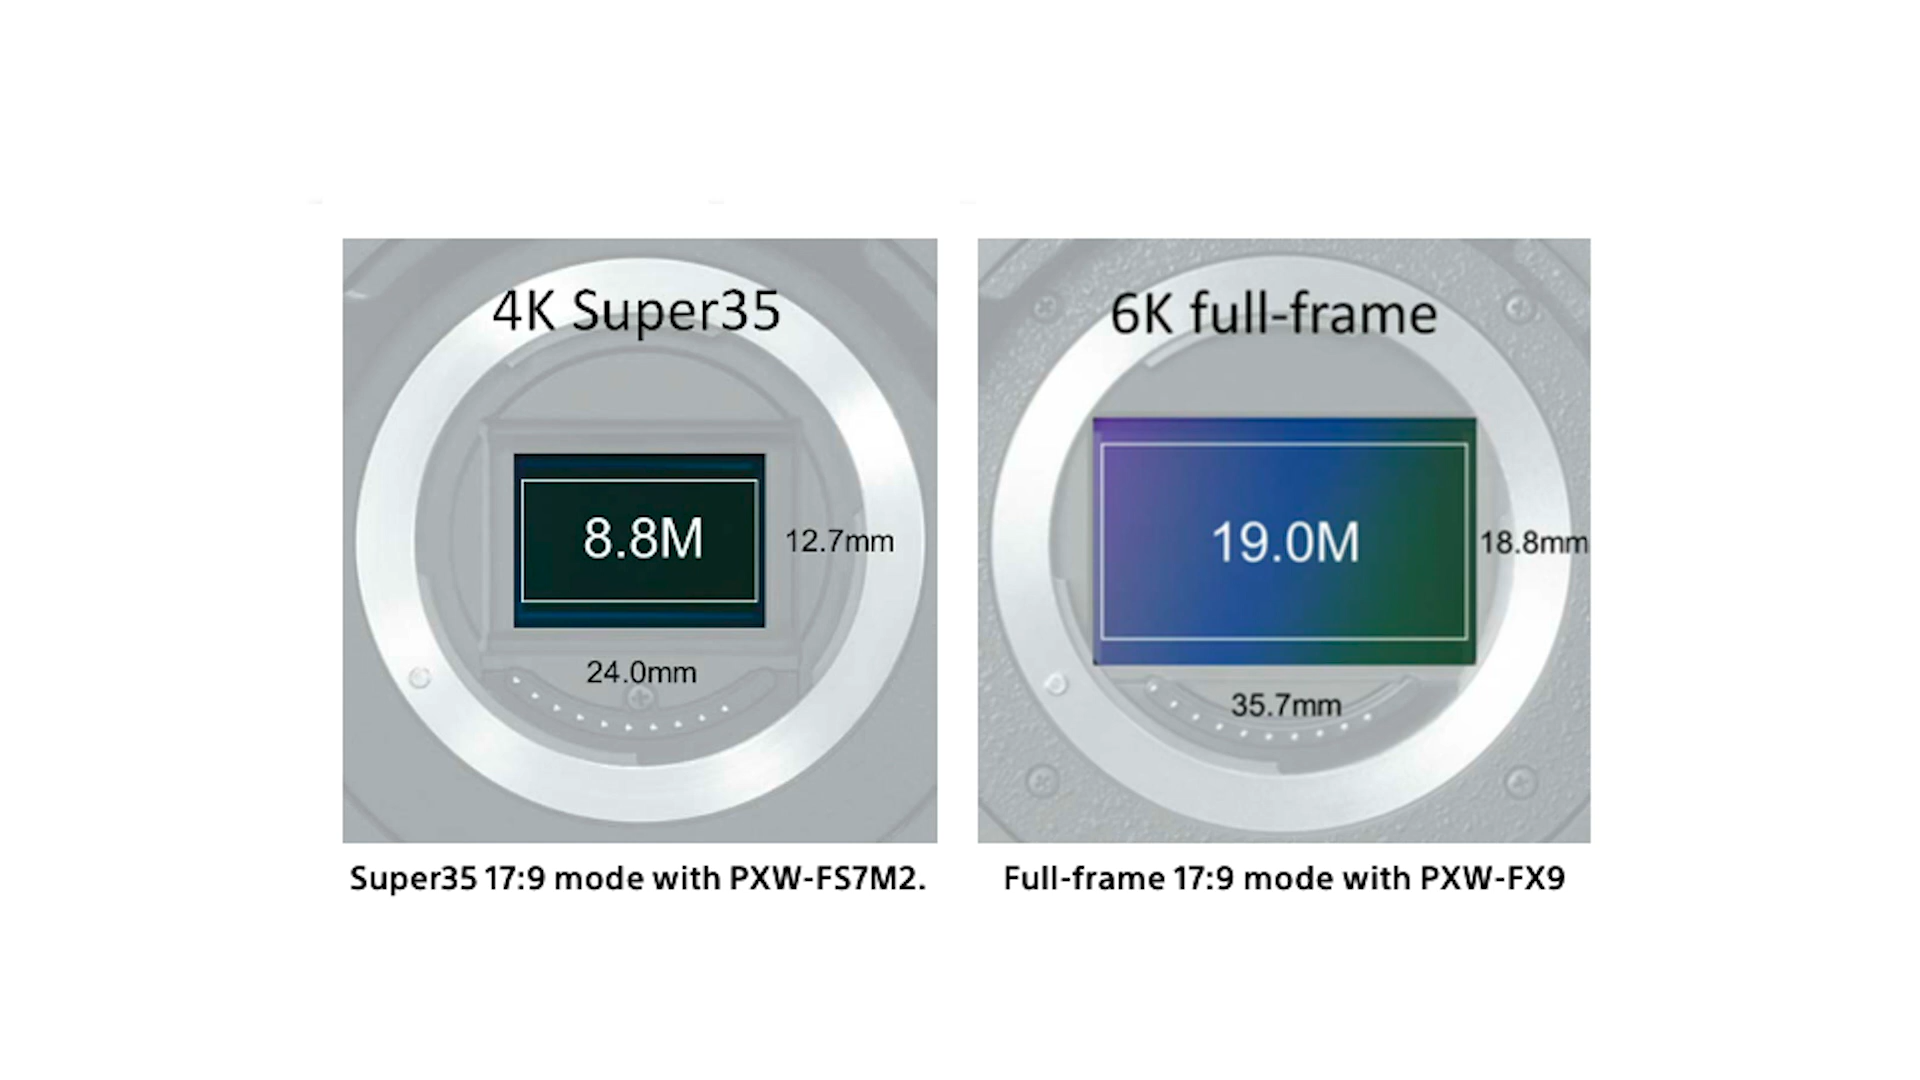 4K Super35
8.8M
12.7mm
24.0mm
Super35 17:9 mode with PXW-FS7M2.
6K full-frame
19.0M
18.8mm
35.7mm
Full-frame 17:9 mode with PXW-FX9